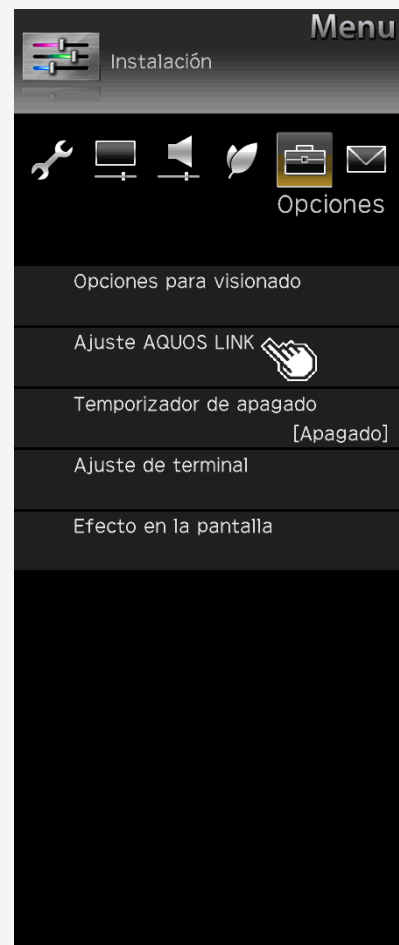 Menu
Instalación
Opciones
Opciones para visionado
Ajuste AQUOS LINK
Temporizador de apagado
[Apagado]
Ajuste de terminal
Efecto en la pantalla